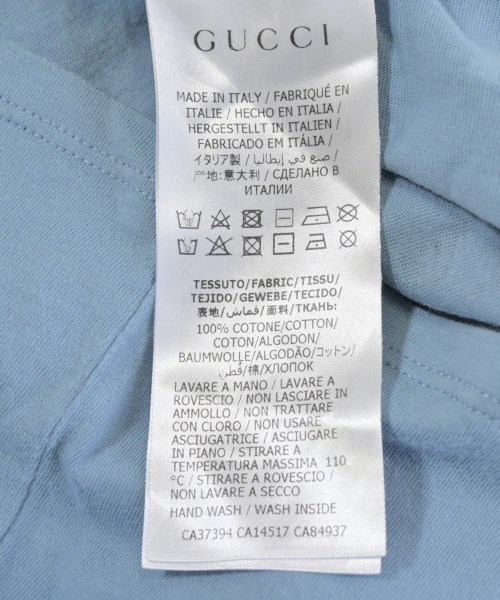 GUCCI
MADE IN ITALY / FABRIQUÉ EN
ITALIE / HECHO EN ITALIA /
HERGESTELLT IN ITALIEN /
FABRICADO EM ITÁLIA /
イタリア製 / صنع في إيطاليا /
产地:意大利 / СДЕЛАНО В
ИТАЛИИ
TESSUTO/FABRIC/TISSU/
TEJIDO/GEWEBE/TECIDO/
表地/قماش/面料/ТКАНЬ:
100% COTONE/COTTON/
COTON/ALGODON/
BAUMWOLLE/ALGODÃO/コットン/
قطن/棉/ХЛОПОК
LAVARE A MANO / LAVARE A
ROVESCIO / NON LASCIARE IN
AMMOLLO / NON TRATTARE
CON CLORO / NON USARE
ASCIUGATRICE / ASCIUGARE
IN PIANO / STIRARE A
TEMPERATURA MASSIMA 110
°C / STIRARE A ROVESCIO /
NON LAVARE A SECCO
HAND WASH / WASH INSIDE
CA37394 CA14517 CA84937